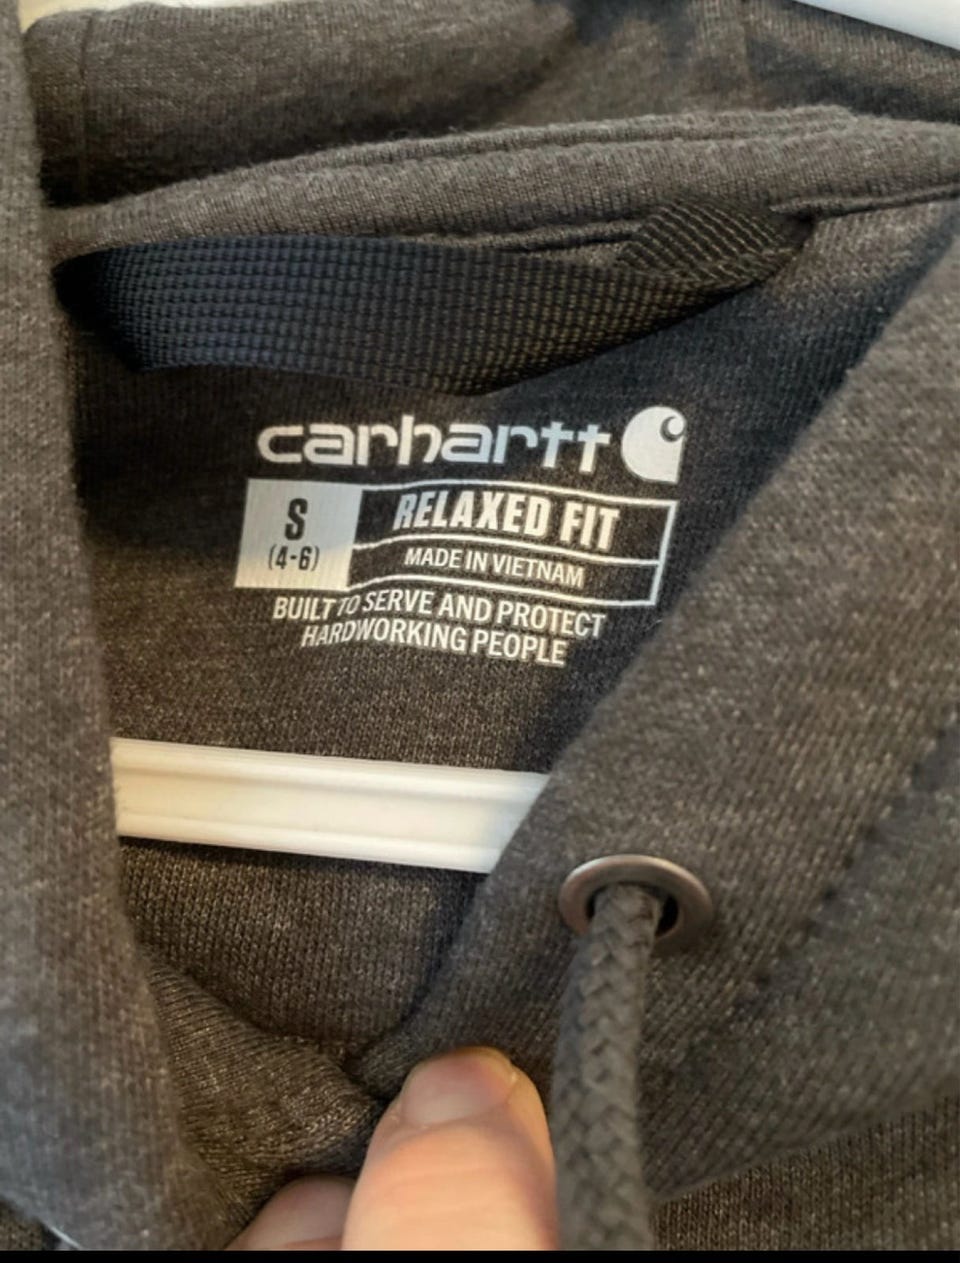 carhartt
S
(4-6)
RELAXED FIT
MADE IN VIETNAM
BUILT TO SERVE AND PROTECT
HARDWORKING PEOPLE